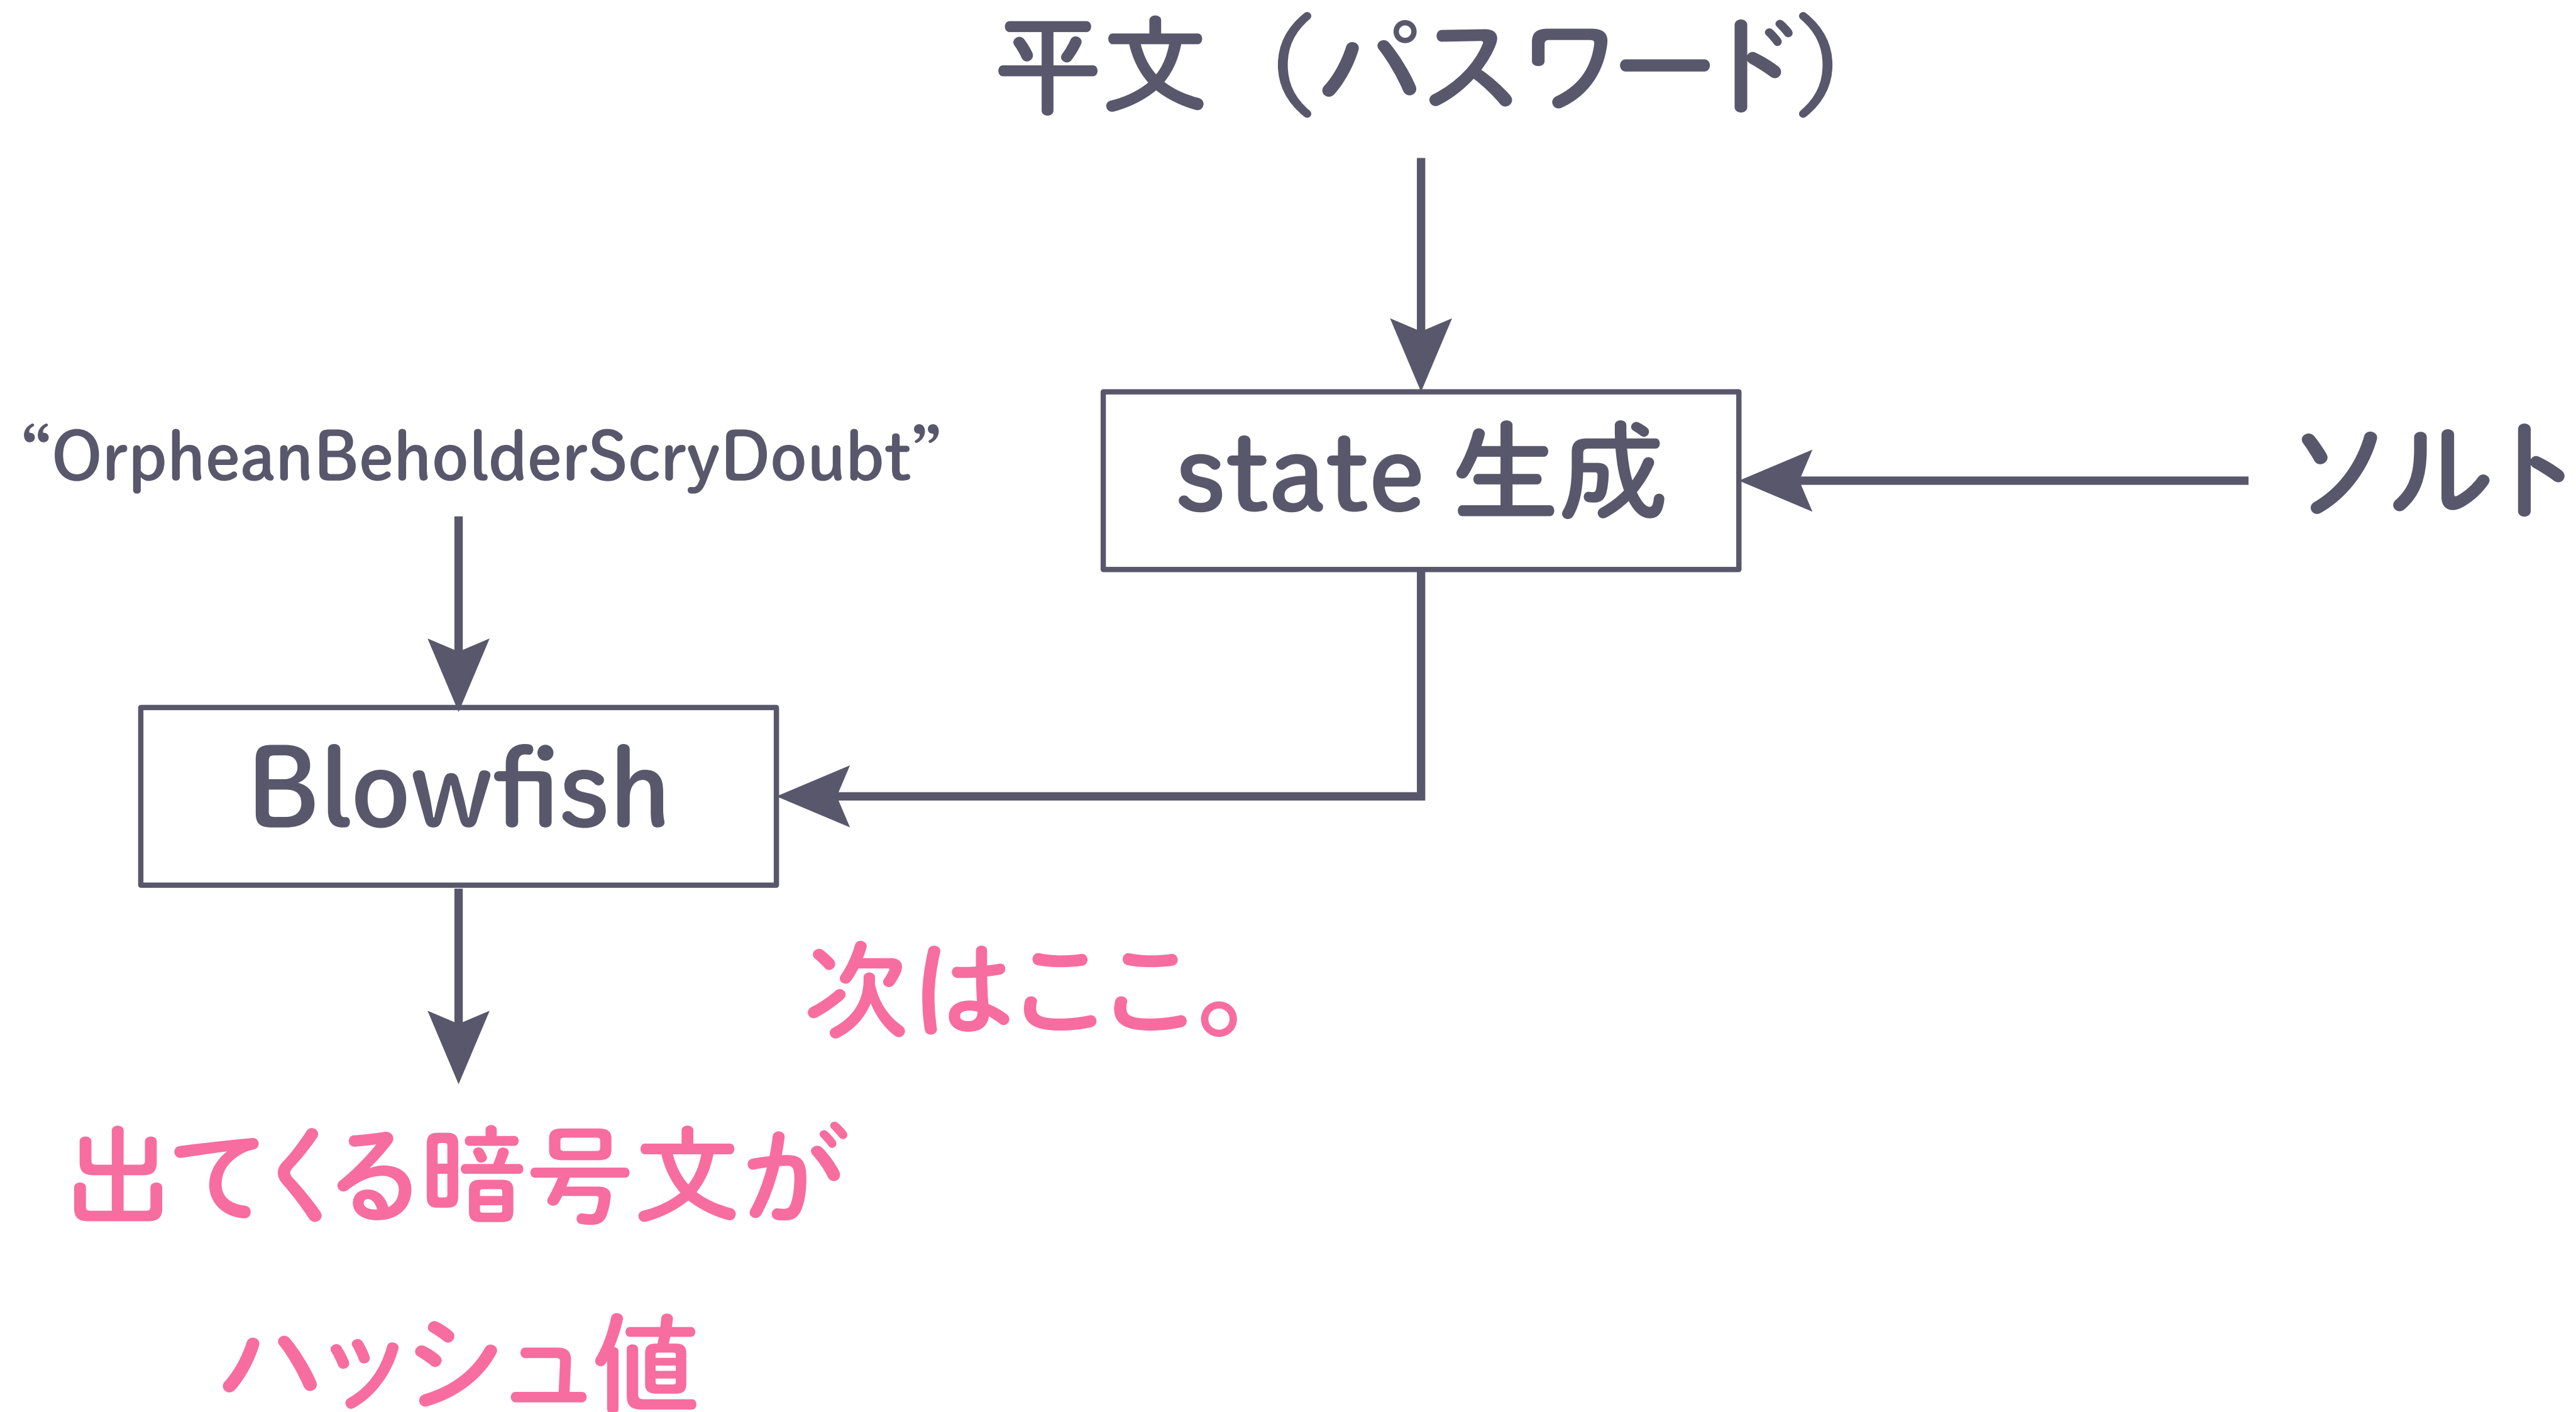 平文（パスワード）
“OrpheanBeholderScryDoubt”
state 生成
ソルト
Blowfish
次はここ。
出てくる暗号文が
ハッシュ値